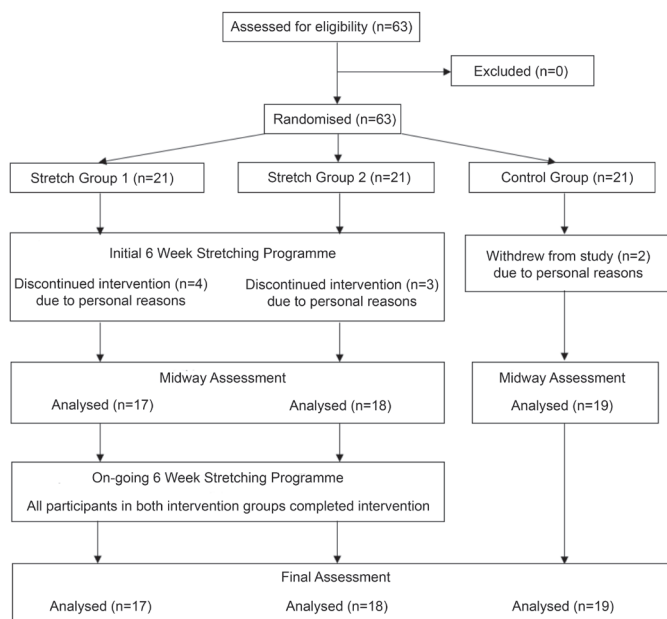 Assessed for eligibility (n=63)
Excluded (n=0)
Randomised (n=63)
Stretch Group 1 (n=21)
Stretch Group 2 (n=21)
Control Group (n=21)
Initial 6 Week Stretching Programme
Discontinued intervention (n=4)
due to personal reasons
Discontinued intervention (n=3)
due to personal reasons
Withdrew from study (n=2)
due to personal reasons
Midway Assessment
Analysed (n=17)
Analysed (n=18)
Midway Assessment
Analysed (n=19)
On-going 6 Week Stretching Programme
All participants in both intervention groups completed intervention
Final Assessment
Analysed (n=17)
Analysed (n=18)
Analysed (n=19)